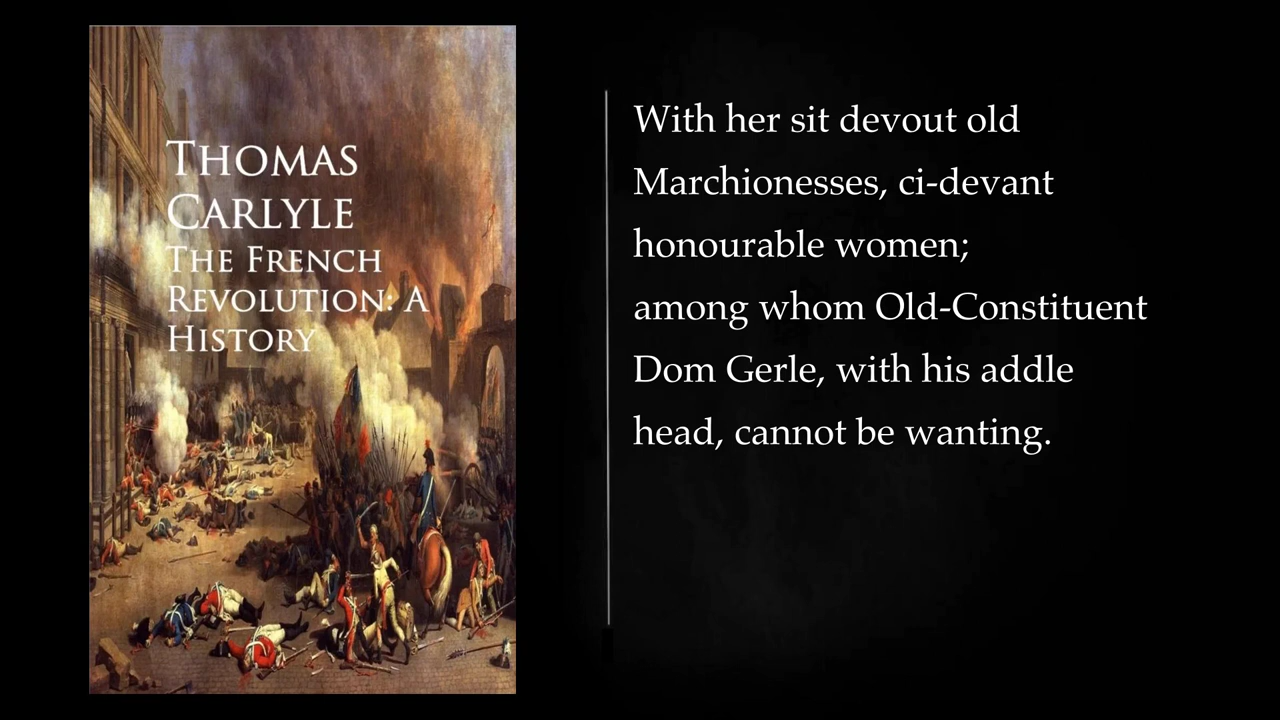 THOMAS
CARLYLE
THE FRENCH
REVOLUTION: A
HISTORY
With her sit devout old
Marchionesses, ci-devant
honourable women;
among whom Old-Constituent
Dom Gerle, with his addle
head, cannot be wanting.